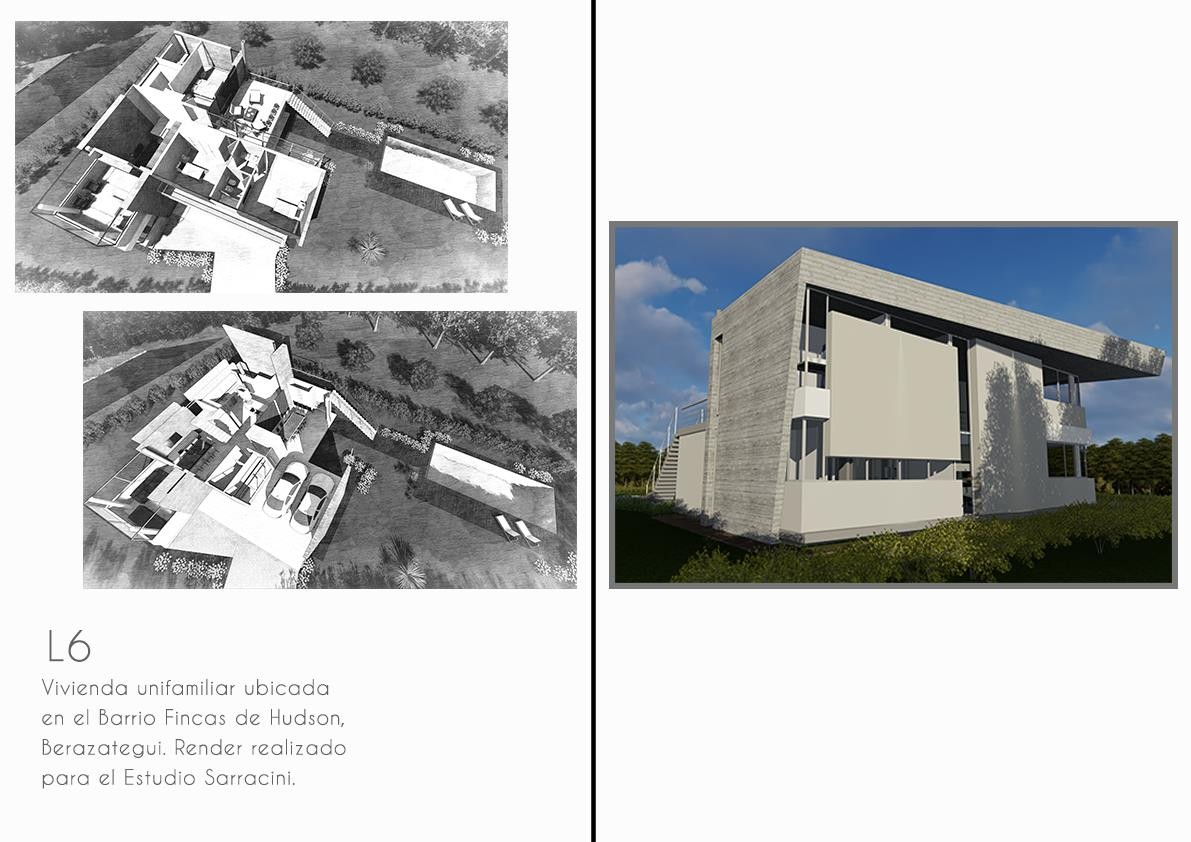 L6
Vivienda unifamiliar ubicada
en el Barrio Fincas de Hudson,
Berazategui. Render realizado
para el Estudio Sarracini.